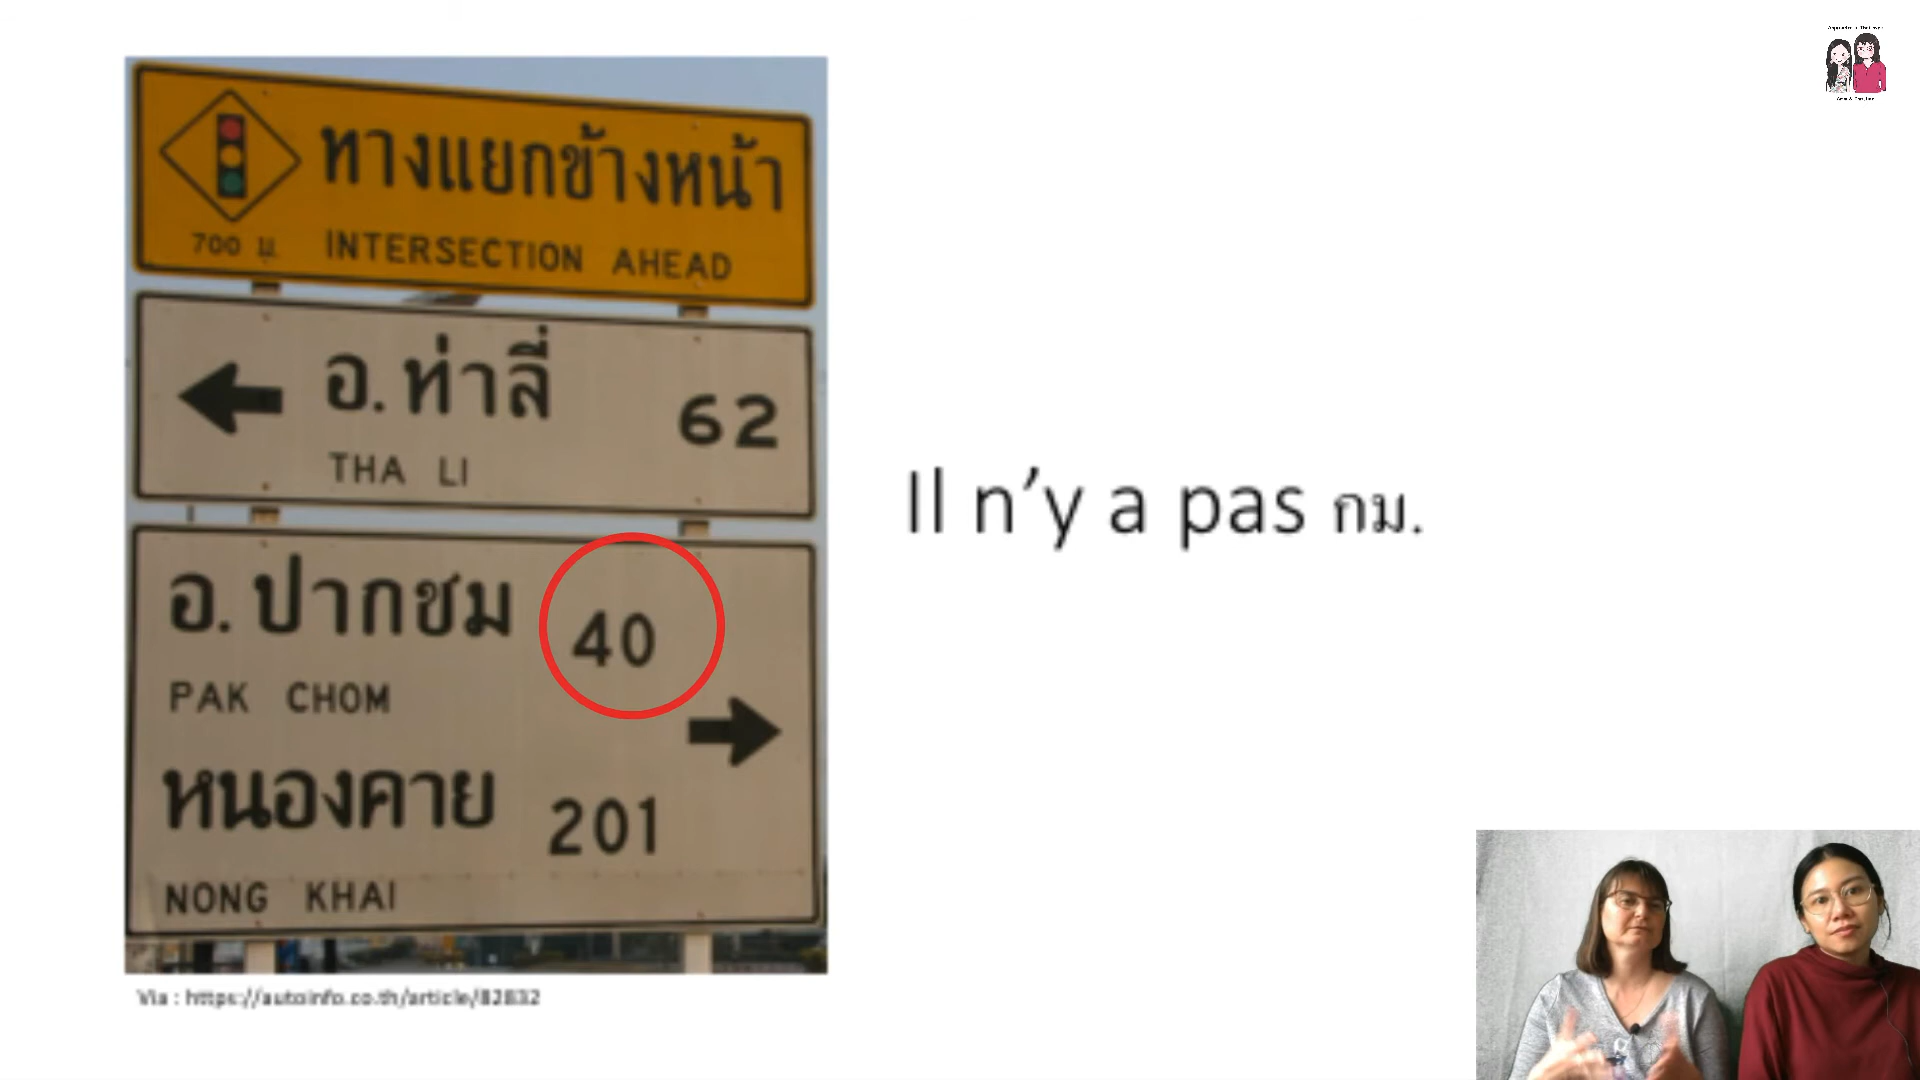 ทางแยกข้างหน้า
700 ม. INTERSECTION AHEAD
อ.ท่าลี่ 62
THA LI
อ.ปากชม 40
PAK CHOM
หนองคาย 201
NONG KHAI
Il n’y a pas กม.
Via : https://autoinfo.co.th/article/82832